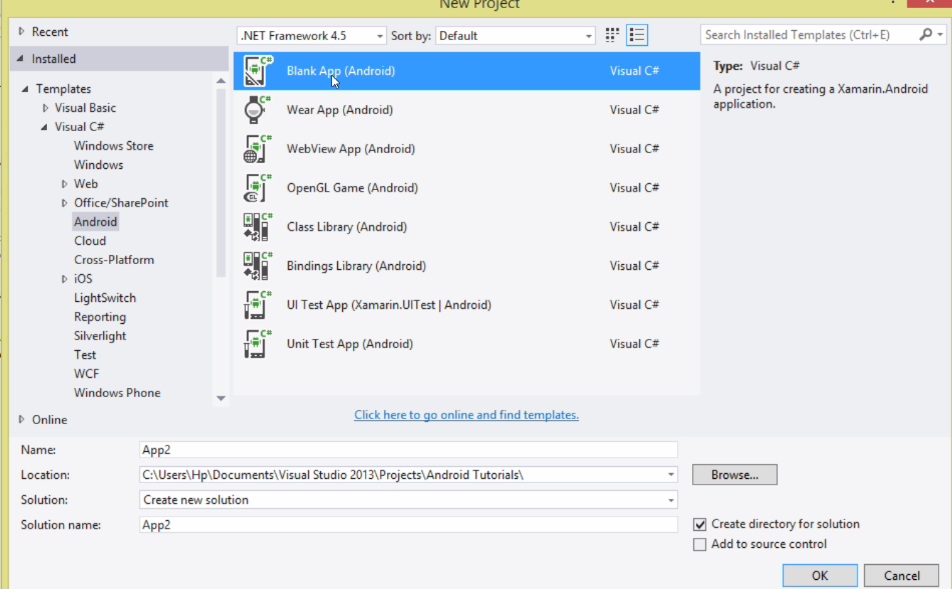 New Project
Recent
Installed
Templates
Visual Basic
Visual C#
Windows Store
Windows
Web
Office/SharePoint
Android
Cloud
Cross-Platform
iOS
LightSwitch
Reporting
Silverlight
Test
WCF
Windows Phone
Online
.NET Framework 4.5 Sort by: Default
Blank App (Android) Visual C#
Wear App (Android) Visual C#
WebView App (Android) Visual C#
OpenGL Game (Android) Visual C#
Class Library (Android) Visual C#
Bindings Library (Android) Visual C#
UI Test App (Xamarin.UITest | Android) Visual C#
Unit Test App (Android) Visual C#
Click here to go online and find templates.
Search Installed Templates (Ctrl+E)
Type: Visual C#
A project for creating a Xamarin.Android
application.
Name: App2
Location: C:\Users\Hp\Documents\Visual Studio 2013\Projects\Android Tutorials\ Browse...
Solution: Create new solution
Solution name: App2
Create directory for solution
Add to source control
OK Cancel